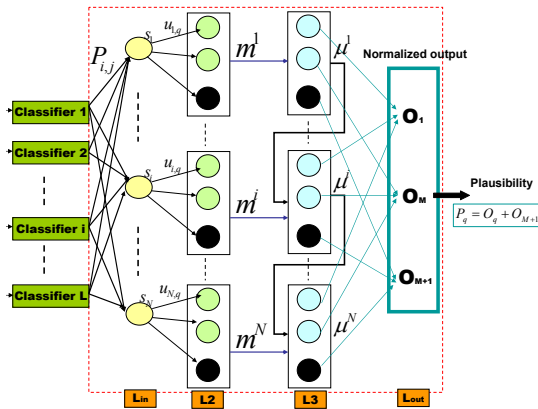 P_{i,j}
s_1
u_{1,q}
m^1
μ^1
Normalized output
Classifier 1
Classifier 2
Classifier i
Classifier L
s_i
u_{i,q}
m^i
μ^i
O_1
O_M
O_{M+1}
Plausibility
P_q = O_q + O_{M+1}
s_N
u_{N,q}
m^N
μ^N
L_in
L2
L3
L_out